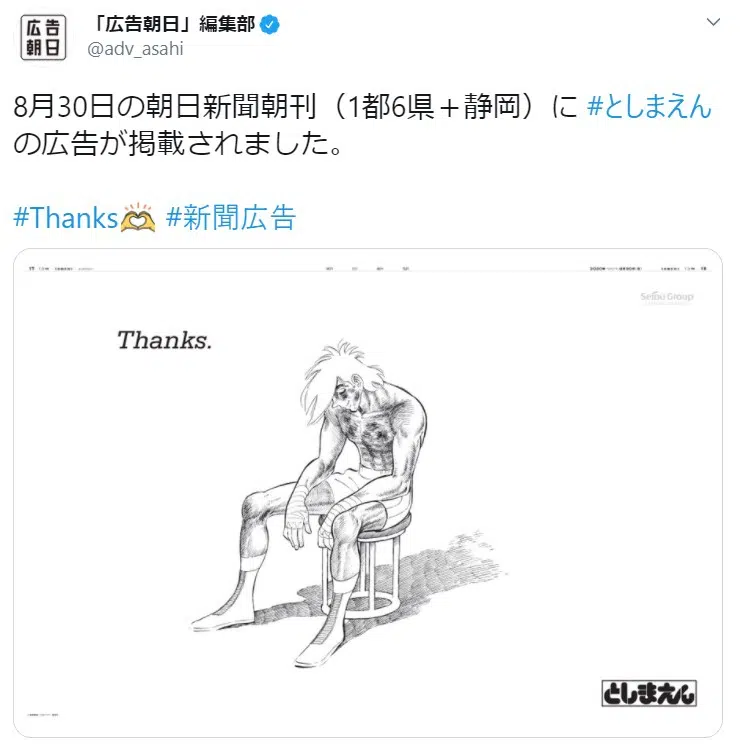 広告
朝日
「広告朝日」編集部
@adv_asahi
8月30日の朝日新聞朝刊（1都6県＋静岡）に #としまえん
の広告が掲載されました。
#Thanks🫶 #新聞広告
Seibu Group
Thanks.
としまえん